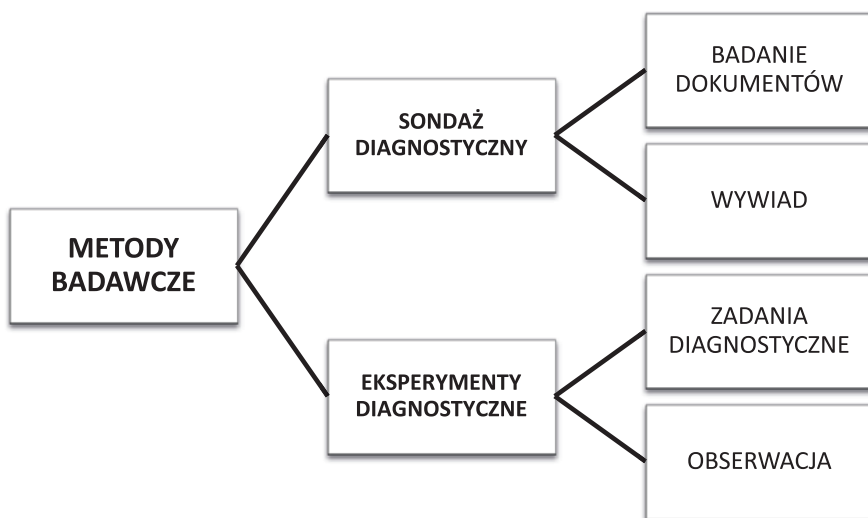 METODY
BADAWCZE
SONDAŻ
DIAGNOSTYCZNY
BADANIE
DOKUMENTÓW
WYWIAD
EKSPERYMENTY
DIAGNOSTYCZNE
ZADANIA
DIAGNOSTYCZNE
OBSERWACJA